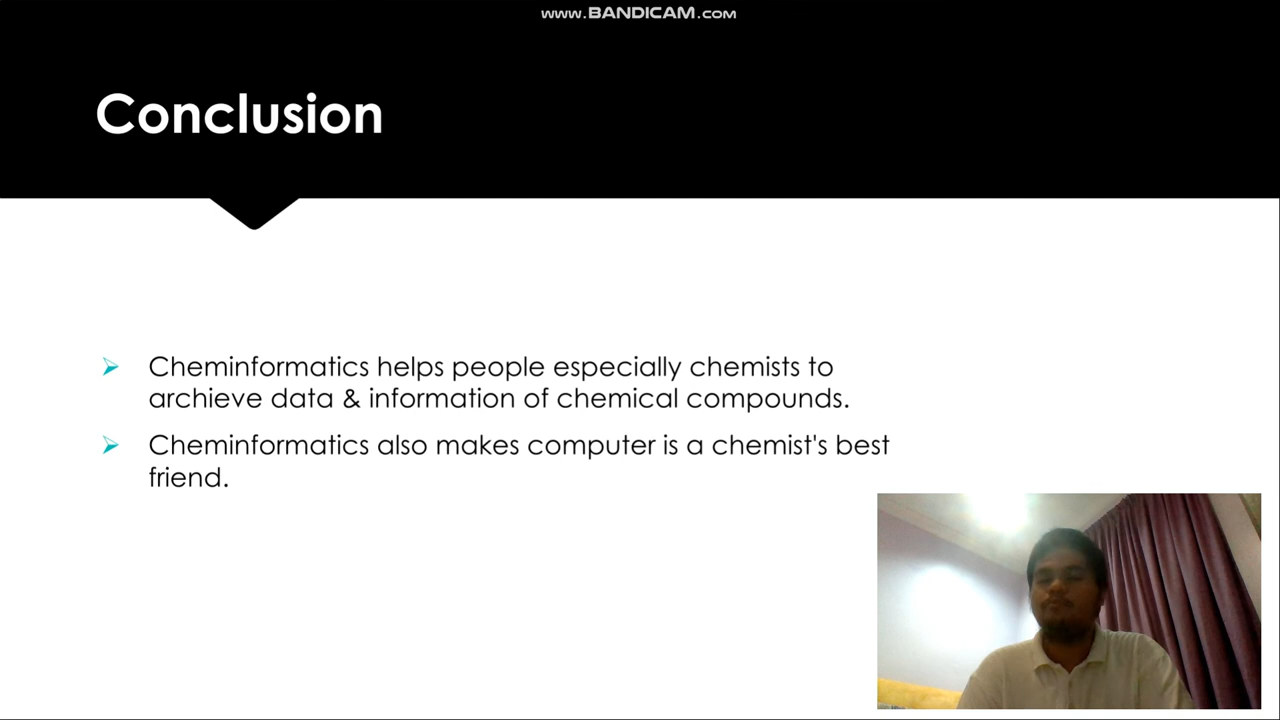 www.BANDICAM.com
Conclusion
Cheminformatics helps people especially chemists to
archieve data & information of chemical compounds.
Cheminformatics also makes computer is a chemist's best
friend.